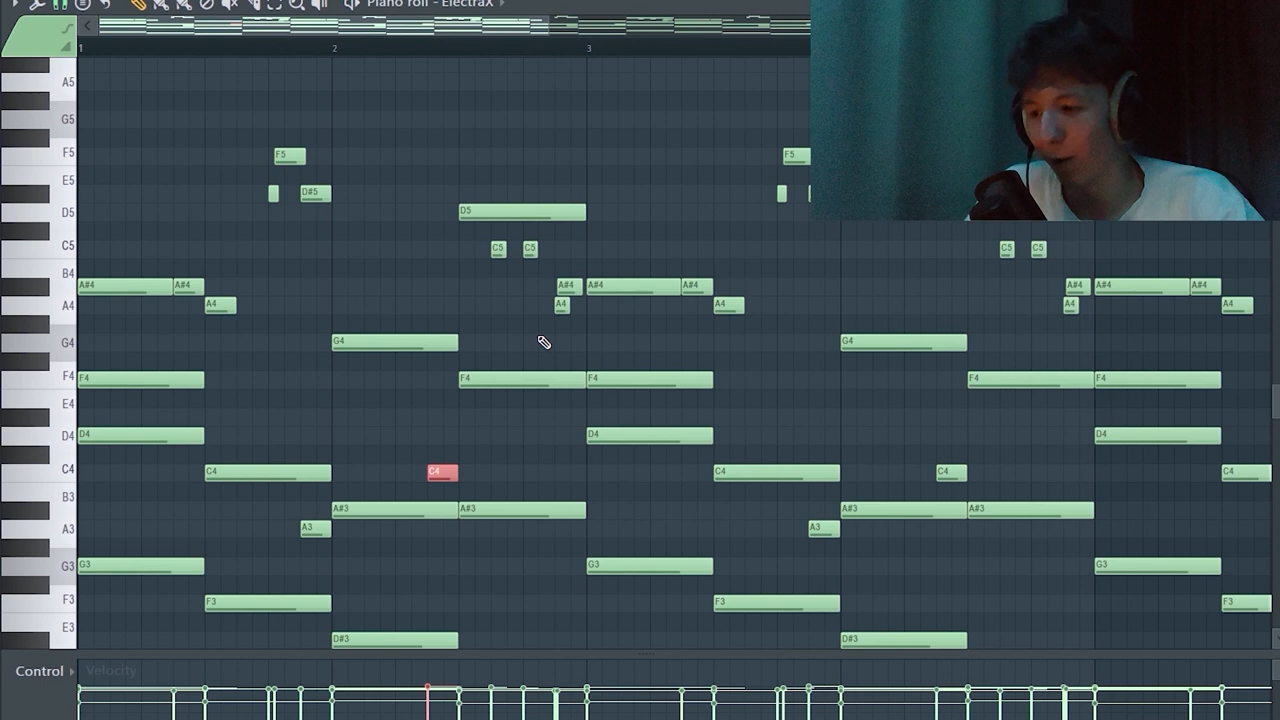 Piano roll - ElectraX
1 2 3
A5
G5
F5 F5 F5
E5 D#5
D5 D5
C5 C5 C5 C5 C5
B4
A#4 A#4 A#4 A#4 A#4 A#4 A#4 A#4
A4 A4 A4 A4 A4 A4
G4 G4 G4
F4 F4 F4 F4 F4 F4
E4
D4 D4 D4 D4
C4 C4 C4 C4 C4 C4
B3
A#3 A#3 A#3 A#3
A3 A3 A3
G3 G3 G3 G3
F3 F3 F3 F3
E3
D#3 D#3
Control Velocity